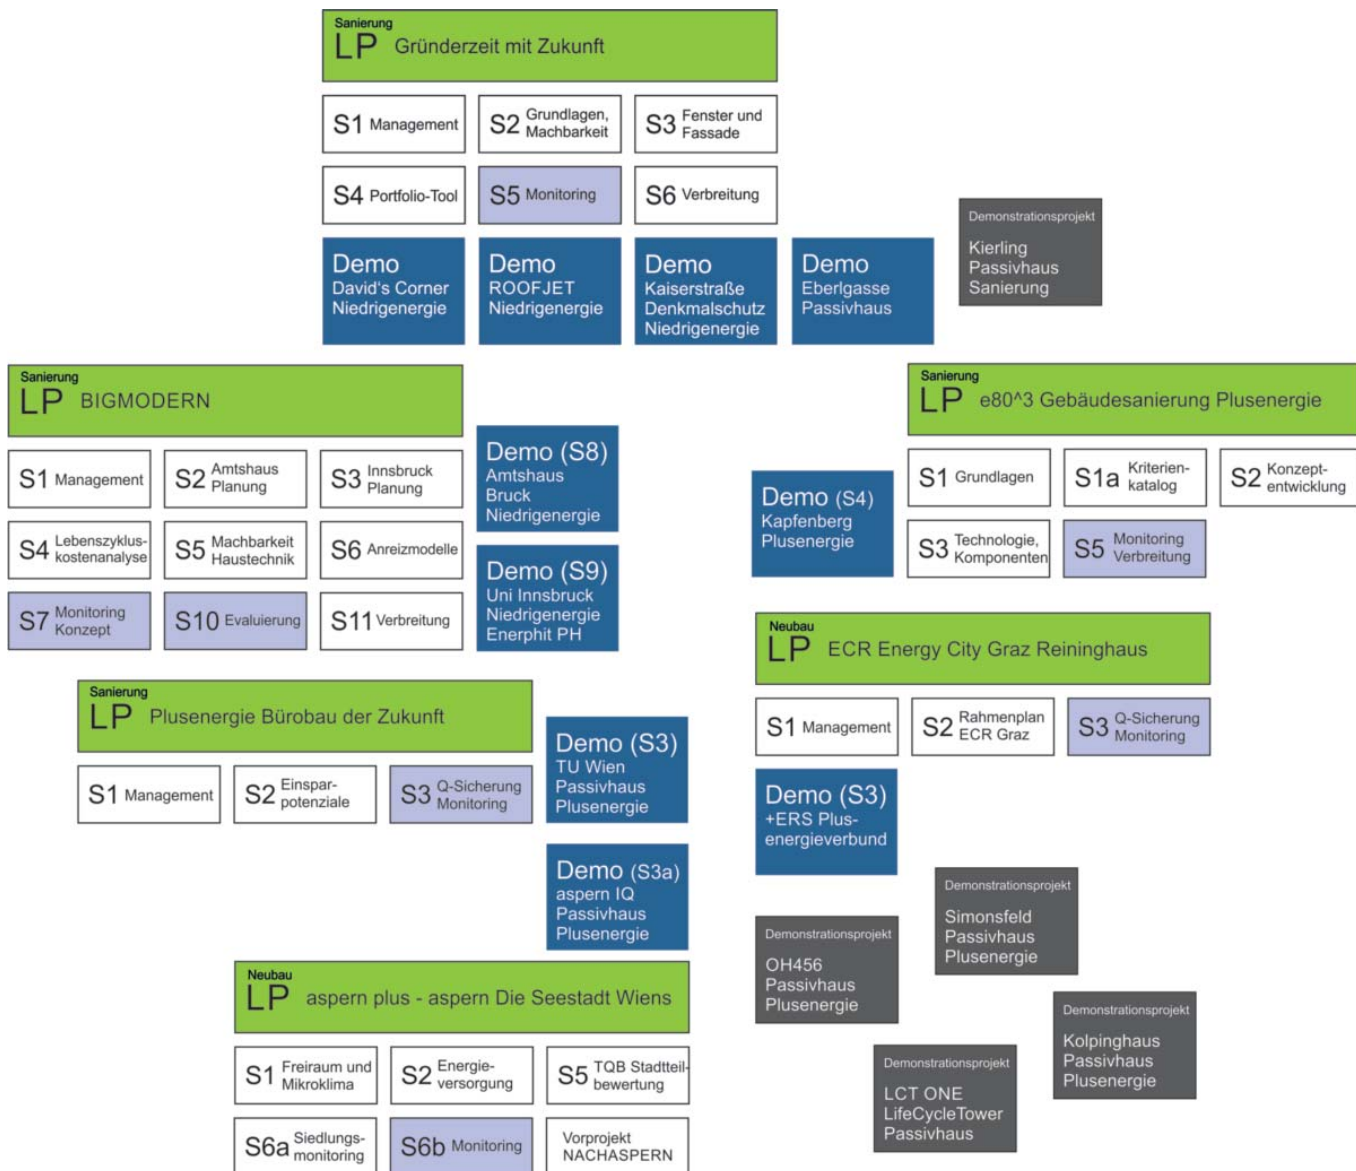 Sanierung
LP Gründerzeit mit Zukunft
S1 Management
S2 Grundlagen,
Machbarkeit
S3 Fenster und
Fassade
S4 Portfolio-Tool
S5 Monitoring
S6 Verbreitung
Demo
David's Corner
Niedrigenergie
Demo
ROOFJET
Niedrigenergie
Demo
Kaiserstraße
Denkmalschutz
Niedrigenergie
Demo
Eberlgasse
Passivhaus
Demonstrationsprojekt
Kierling
Passivhaus
Sanierung
Sanierung
LP BIGMODERN
S1 Management
S2 Amtshaus
Planung
S3 Innsbruck
Planung
S4 Lebenszyklus-
kostenanalyse
S5 Machbarkeit
Haustechnik
S6 Anreizmodelle
S7 Monitoring
Konzept
S10 Evaluierung
S11 Verbreitung
Demo (S8)
Amtshaus
Bruck
Niedrigenergie
Demo (S9)
Uni Innsbruck
Niedrigenergie
Enerphit PH
Sanierung
LP e80^3 Gebäudesanierung Plusenergie
S1 Grundlagen
S1a Kriterien-
katalog
S2 Konzept-
entwicklung
Demo (S4)
Kapfenberg
Plusenergie
S3 Technologie,
Komponenten
S5 Monitoring
Verbreitung
Neubau
LP ECR Energy City Graz Reininghaus
S1 Management
S2 Rahmenplan
ECR Graz
S3 Q-Sicherung
Monitoring
Demo (S3)
+ERS Plus-
energieverbund
Sanierung
LP Plusenergie Bürobau der Zukunft
S1 Management
S2 Einspar-
potenziale
S3 Q-Sicherung
Monitoring
Demo (S3)
TU Wien
Passivhaus
Plusenergie
Demo (S3a)
aspern IQ
Passivhaus
Plusenergie
Demonstrationsprojekt
Simonsfeld
Passivhaus
Plusenergie
Demonstrationsprojekt
OH456
Passivhaus
Plusenergie
Demonstrationsprojekt
Kolpinghaus
Passivhaus
Plusenergie
Demonstrationsprojekt
LCT ONE
LifeCycleTower
Passivhaus
Neubau
LP aspern plus - aspern Die Seestadt Wiens
S1 Freiraum und
Mikroklima
S2 Energie-
versorgung
S5 TQB Stadtteil-
bewertung
S6a Siedlungs-
monitoring
S6b Monitoring
Vorprojekt
NACHASPERN